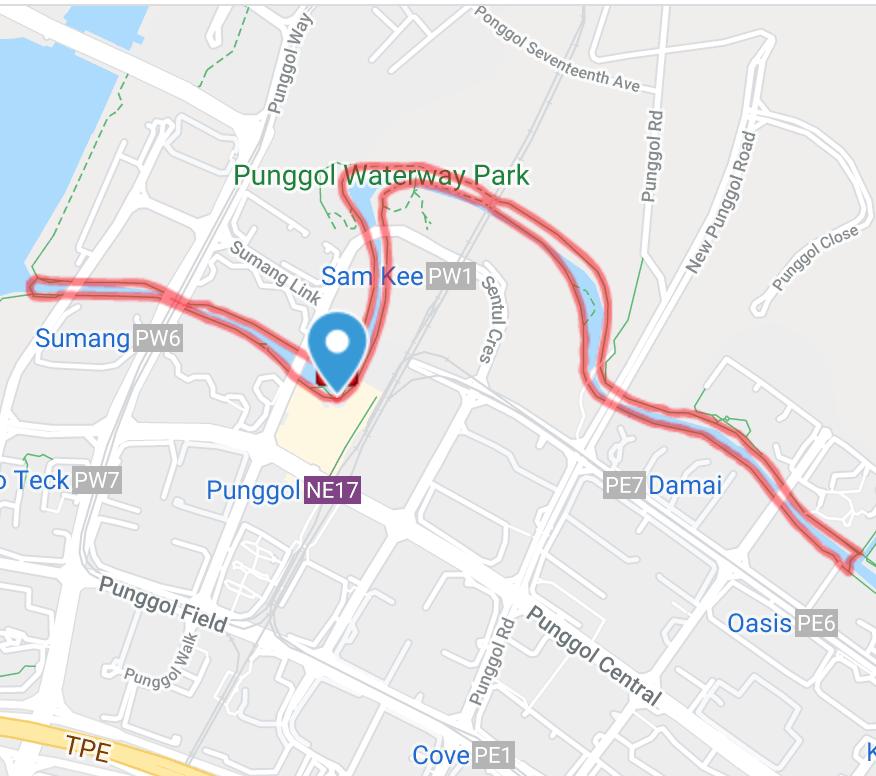 Ponggol Seventeenth Ave
Punggol Way
Punggol Rd
New Punggol Road
Punggol Waterway Park
Punggol Close
Sumang Link
Sam Kee PW1
Sentul Cres
Sumang PW6
Teck PW7
Punggol NE17
PE7 Damai
Punggol Field
Punggol Walk
Punggol Rd
Punggol Central
Oasis PE6
TPE
Cove PE1